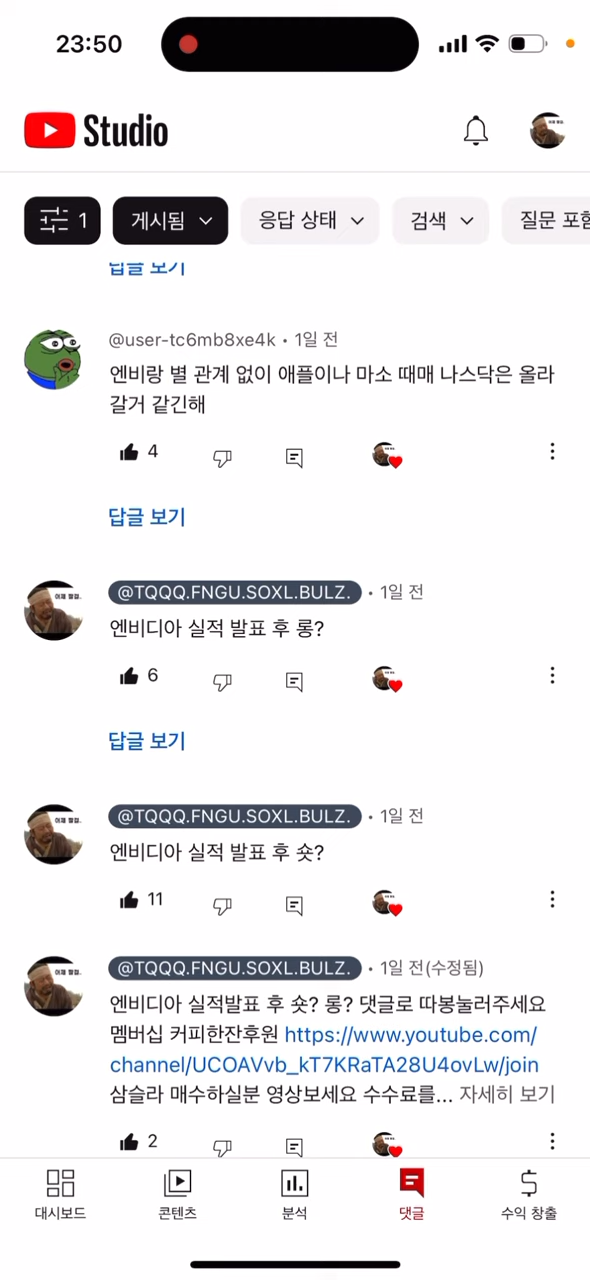 23:50
Studio
1
게시됨
응답 상태
검색
질문 포함
답글 보기
@user-tc6mb8xe4k • 1일 전
엔비랑 별 관계 없이 애플이나 마소 때매 나스닥은 올라
갈거 같긴해
4
답글 보기
@TQQQ.FNGU.SOXL.BULZ. • 1일 전
엔비디아 실적 발표 후 롱?
6
답글 보기
@TQQQ.FNGU.SOXL.BULZ. • 1일 전
엔비디아 실적 발표 후 숏?
11
@TQQQ.FNGU.SOXL.BULZ. • 1일 전(수정됨)
엔비디아 실적발표 후 숏? 롱? 댓글로 따봉눌러주세요
멤버십 커피한잔후원 https://www.youtube.com/
channel/UCOAVvb_kT7KRaTA28U4ovLw/join
삼슬라 매수하실분 영상보세요 수수료를... 자세히 보기
2
대시보드
콘텐츠
분석
댓글
수익 창출